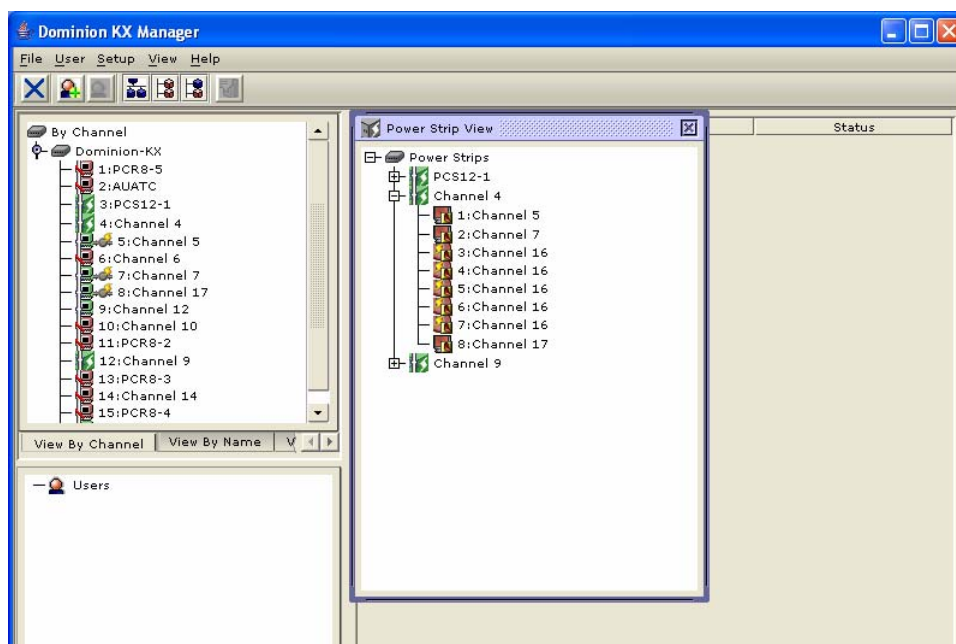 Dominion KX Manager
File User Setup View Help
By Channel
Dominion-KX
1:PCR8-5
2:AUATC
3:PCS12-1
4:Channel 4
5:Channel 5
6:Channel 6
7:Channel 7
8:Channel 17
9:Channel 12
10:Channel 10
11:PCR8-2
12:Channel 9
13:PCR8-3
14:Channel 14
15:PCR8-4
View By Channel View By Name V
Users
Power Strip View
Power Strips
PCS12-1
Channel 4
1:Channel 5
2:Channel 7
3:Channel 16
4:Channel 16
5:Channel 16
6:Channel 16
7:Channel 16
8:Channel 17
Channel 9
Status